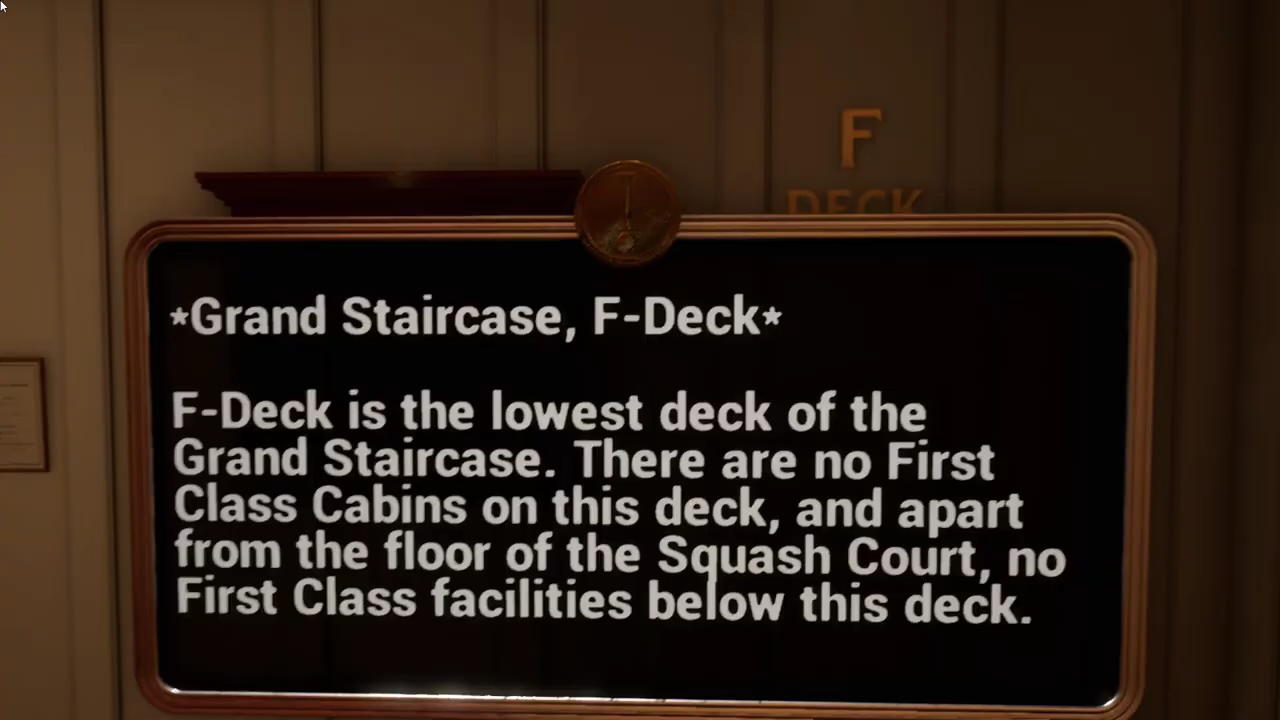 F
DECK
*Grand Staircase, F-Deck*
F-Deck is the lowest deck of the
Grand Staircase. There are no First
Class Cabins on this deck, and apart
from the floor of the Squash Court, no
First Class facilities below this deck.